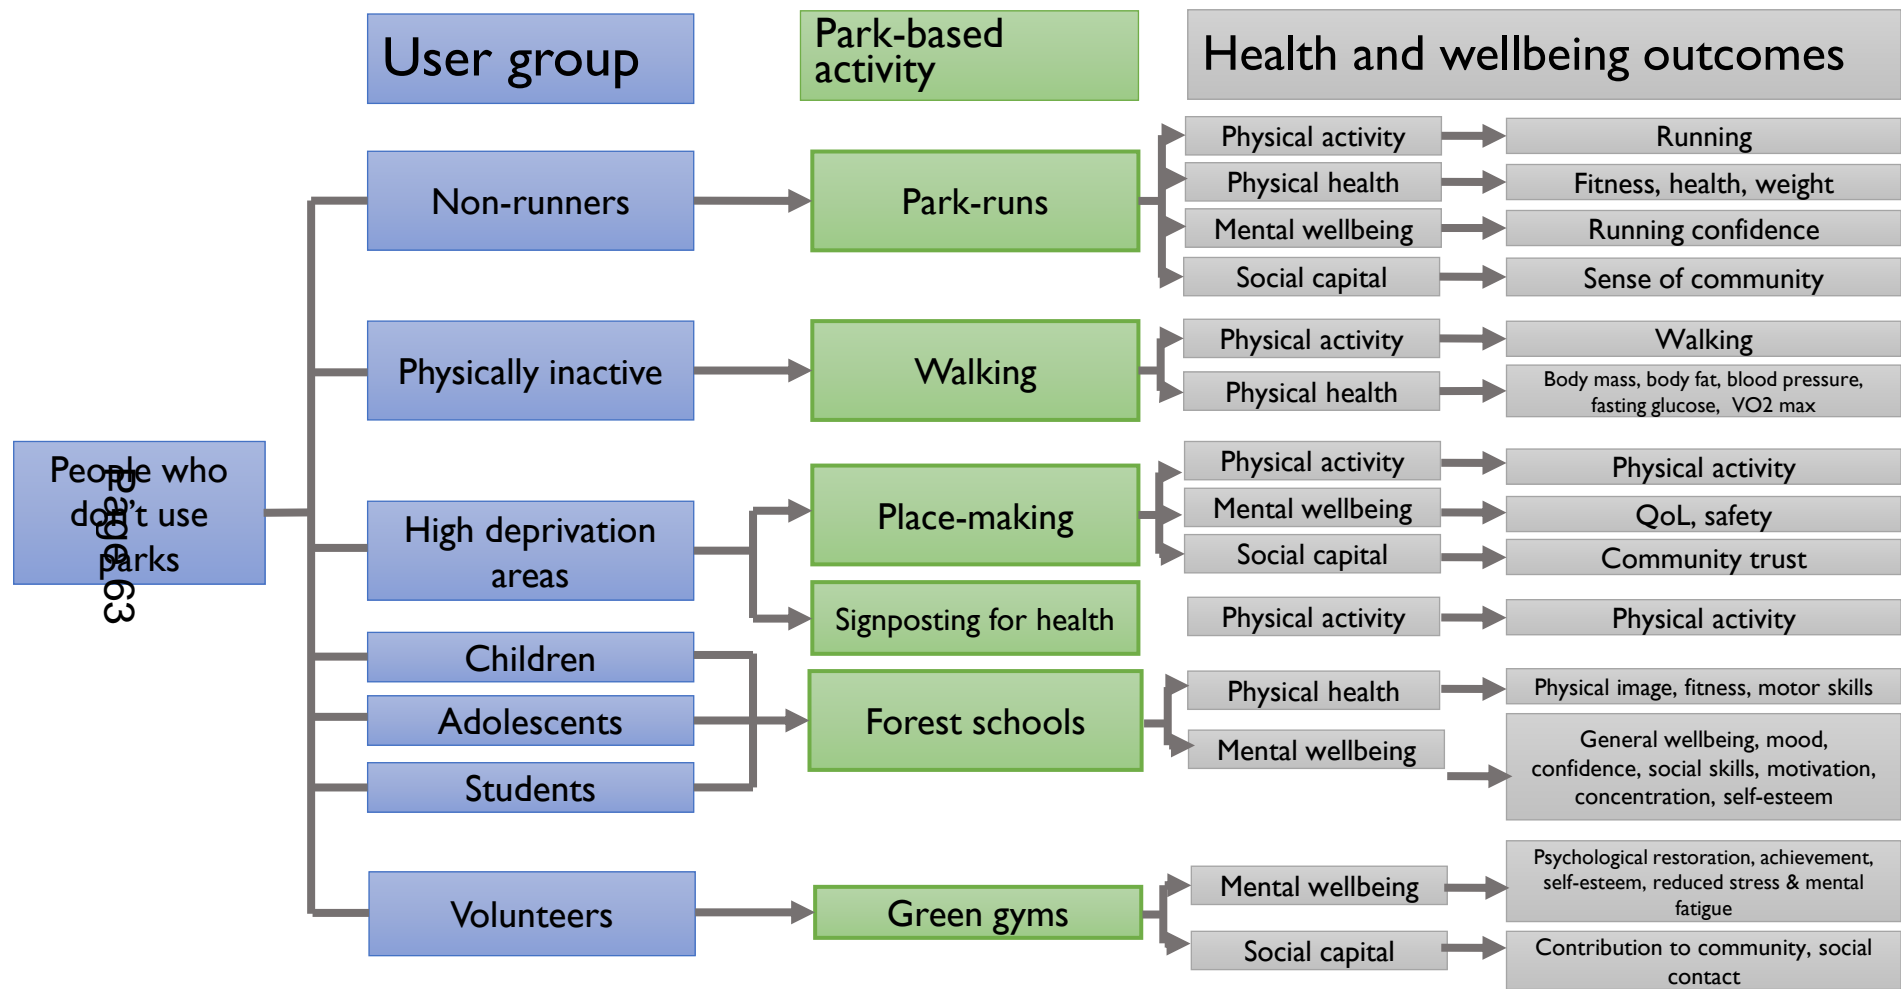 User group
Park-based
activity
Health and wellbeing outcomes
People who
don't use
parks
Page 63
Non-runners
Park-runs
Physical activity
Running
Physical health
Fitness, health, weight
Mental wellbeing
Running confidence
Social capital
Sense of community
Physically inactive
Walking
Physical activity
Walking
Physical health
Body mass, body fat, blood pressure,
fasting glucose, VO2 max
High deprivation
areas
Place-making
Physical activity
Physical activity
Mental wellbeing
QoL, safety
Social capital
Community trust
Signposting for health
Physical activity
Physical activity
Children
Adolescents
Students
Forest schools
Physical health
Physical image, fitness, motor skills
Mental wellbeing
General wellbeing, mood,
confidence, social skills, motivation,
concentration, self-esteem
Volunteers
Green gyms
Mental wellbeing
Psychological restoration, achievement,
self-esteem, reduced stress & mental
fatigue
Social capital
Contribution to community, social
contact